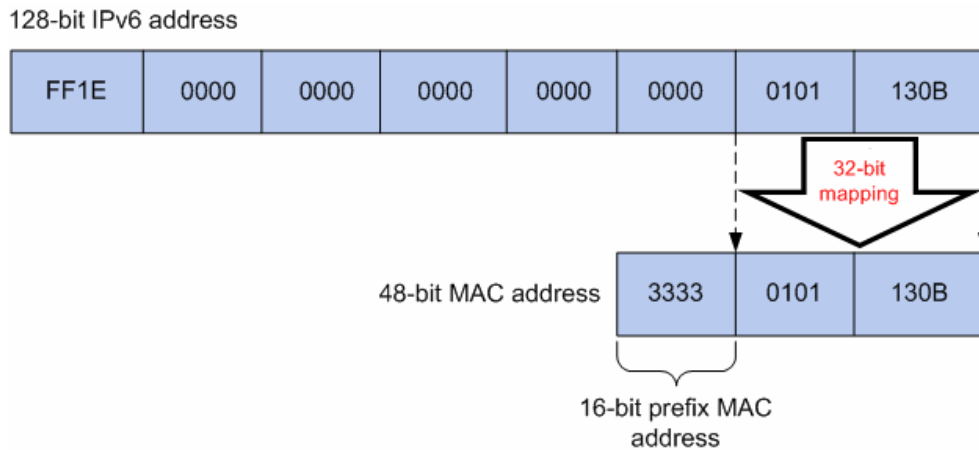 128-bit IPv6 address
FF1E 0000 0000 0000 0000 0000 0101 130B
32-bit
mapping
48-bit MAC address 3333 0101 130B
16-bit prefix MAC
address